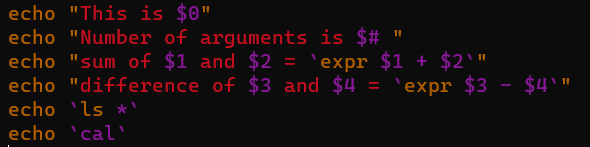 echo "This is $0"
echo "Number of arguments is $# "
echo "sum of $1 and $2 = `expr $1 + $2`"
echo "difference of $3 and $4 = `expr $3 - $4`"
echo `ls *`
echo `cal`